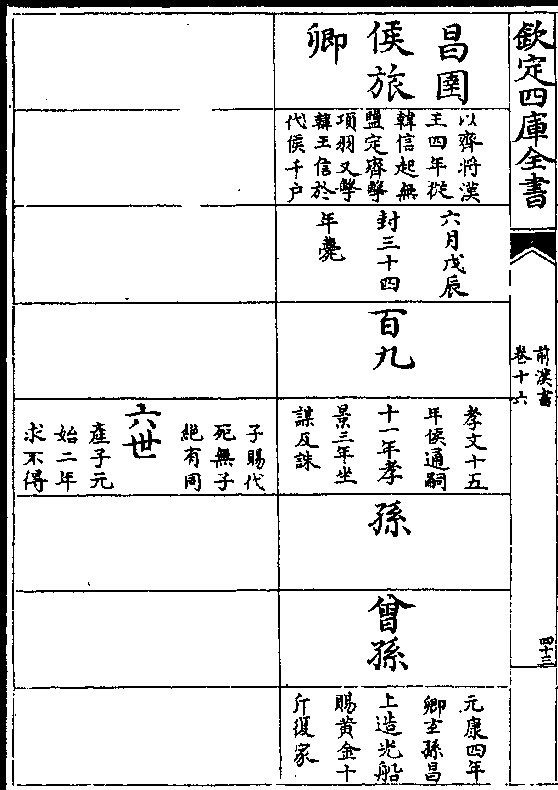 欽定四庫全書
前漢書
卷十六
四十三
昌圉
侯旅
卿
以齊將漢
王四年從
韓信起無
鹽定齊擊
項羽又擊
韓王信於
代侯千户
六月戊辰
封三十四
年薨
百九
孝文十五
年侯通嗣
十一年孝
景三年坐
謀反誅
孫
曾孫
元康四年
卿玄孫昌
上造光船
賜黄金十
斤復家
子賜代
死無子
絶有同
産子元
始二年
求不得
六世